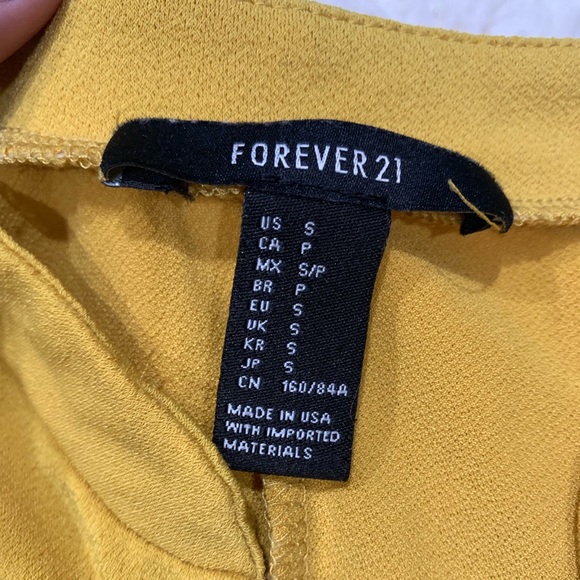 FOREVER 21
US S
CA P
MX S/P
BR P
EU S
UK S
KR S
JP S
CN 160/84A
MADE IN USA
WITH IMPORTED
MATERIALS